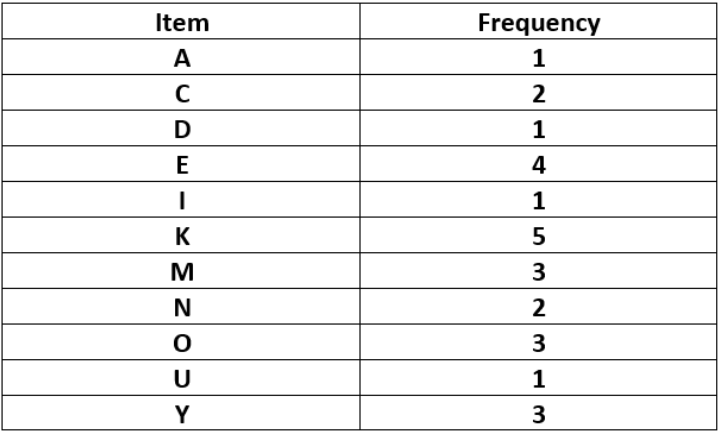 Item Frequency
A 1
C 2
D 1
E 4
I 1
K 5
M 3
N 2
O 3
U 1
Y 3